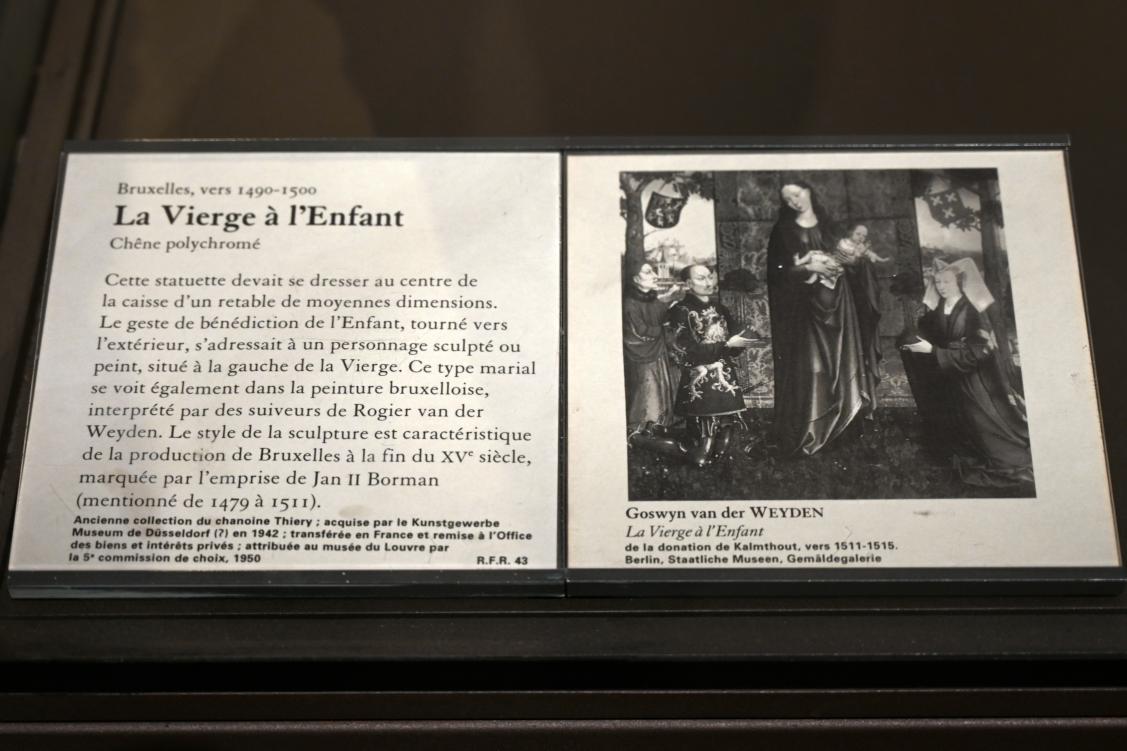 Bruxelles, vers 1490-1500
La Vierge à l'Enfant
Chêne polychromé
Cette statuette devait se dresser au centre de
la caisse d'un retable de moyennes dimensions.
Le geste de bénédiction de l'Enfant, tourné vers
l'extérieur, s'adressait à un personnage sculpté ou
peint, situé à la gauche de la Vierge. Ce type marial
se voit également dans la peinture bruxelloise,
interprété par des suiveurs de Rogier van der
Weyden. Le style de la sculpture est caractéristique
de la production de Bruxelles à la fin du XVe siècle,
marquée par l'emprise de Jan II Borman
(mentionné de 1479 à 1511).
Ancienne collection du chanoine Thiery ; acquise par le Kunstgewerbe
Museum de Düsseldorf (?) en 1942 ; transférée en France et remise à l'Office
des biens et intérêts privés ; attribuée au musée du Louvre par
la 5e commission de choix, 1950
R.F.R. 43
Goswyn van der WEYDEN
La Vierge à l'Enfant
de la donation de Kalmthout, vers 1511-1515.
Berlin, Staatliche Museen, Gemäldegalerie